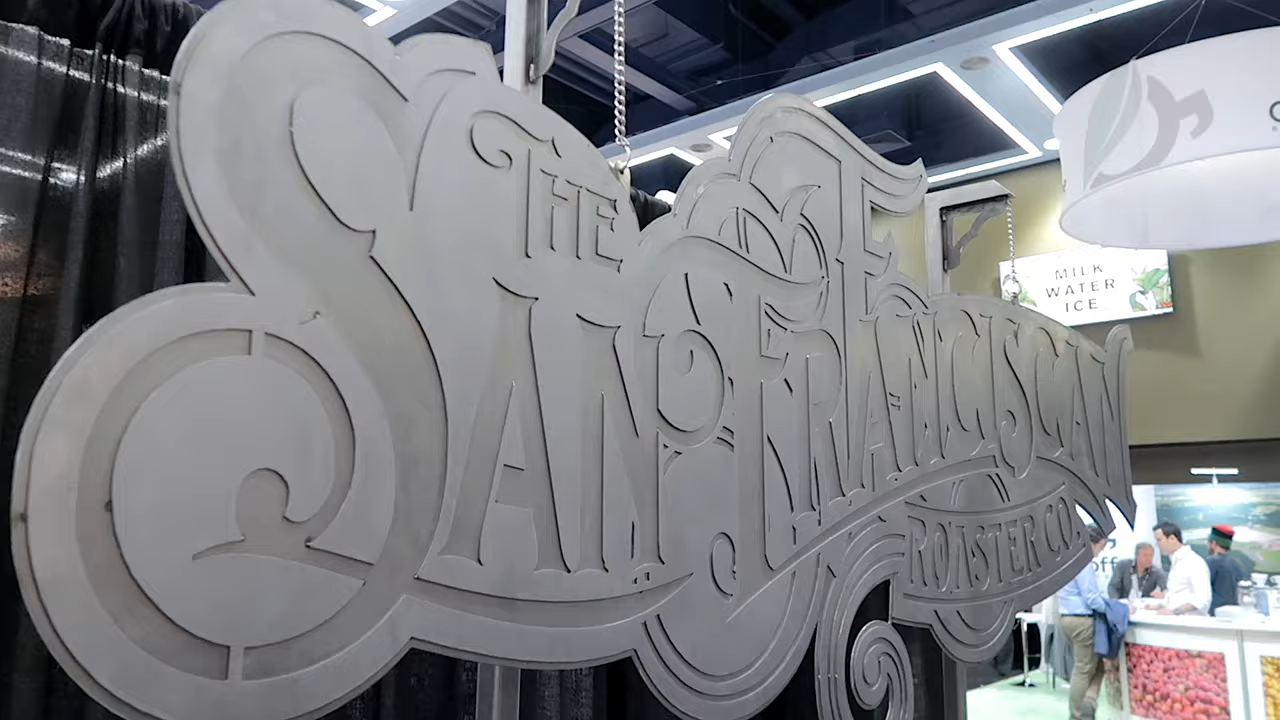 THE
SAN FRANCISCAN
ROASTER CO.
MILK
WATER
ICE